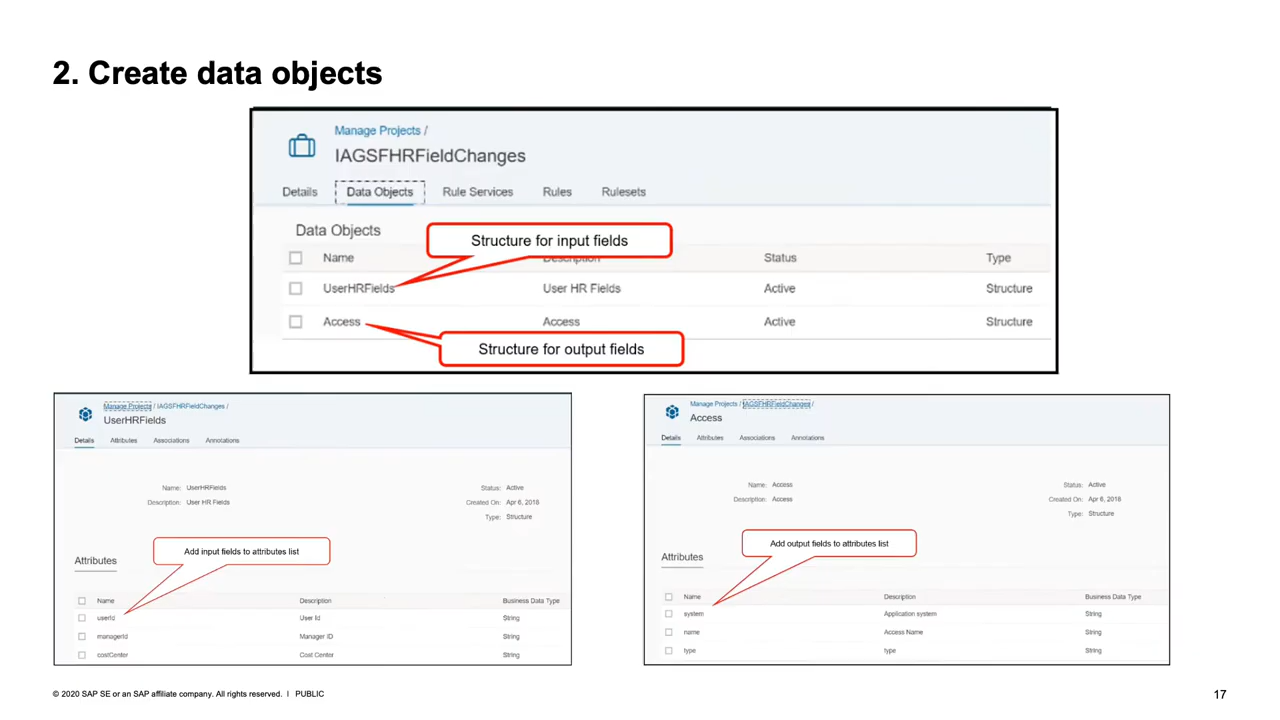 2. Create data objects
Manage Projects /
IAGSFHRFieldChanges
Details Data Objects Rule Services Rules Rulesets
Data Objects
Structure for input fields
Name Description Status Type
UserHRFields User HR Fields Active Structure
Access Access Active Structure
Structure for output fields
Manage Projects / IAGSFHRFieldChanges /
UserHRFields
Details Attributes Associations Annotations
Name: UserHRFields Status: Active
Description: User HR Fields Created On: Apr 6, 2018
Type: Structure
Add input fields to attributes list
Attributes
Name Description Business Data Type
userId User Id String
managerId Manager ID String
costCenter Cost Center String
Manage Projects / IAGSFHRFieldChanges /
Access
Details Attributes Associations Annotations
Name: Access Status: Active
Description: Access Created On: Apr 6, 2018
Type: Structure
Add output fields to attributes list
Attributes
Name Description Business Data Type
system Application system String
name Access Name String
type type String
© 2020 SAP SE or an SAP affiliate company. All rights reserved. I PUBLIC
17